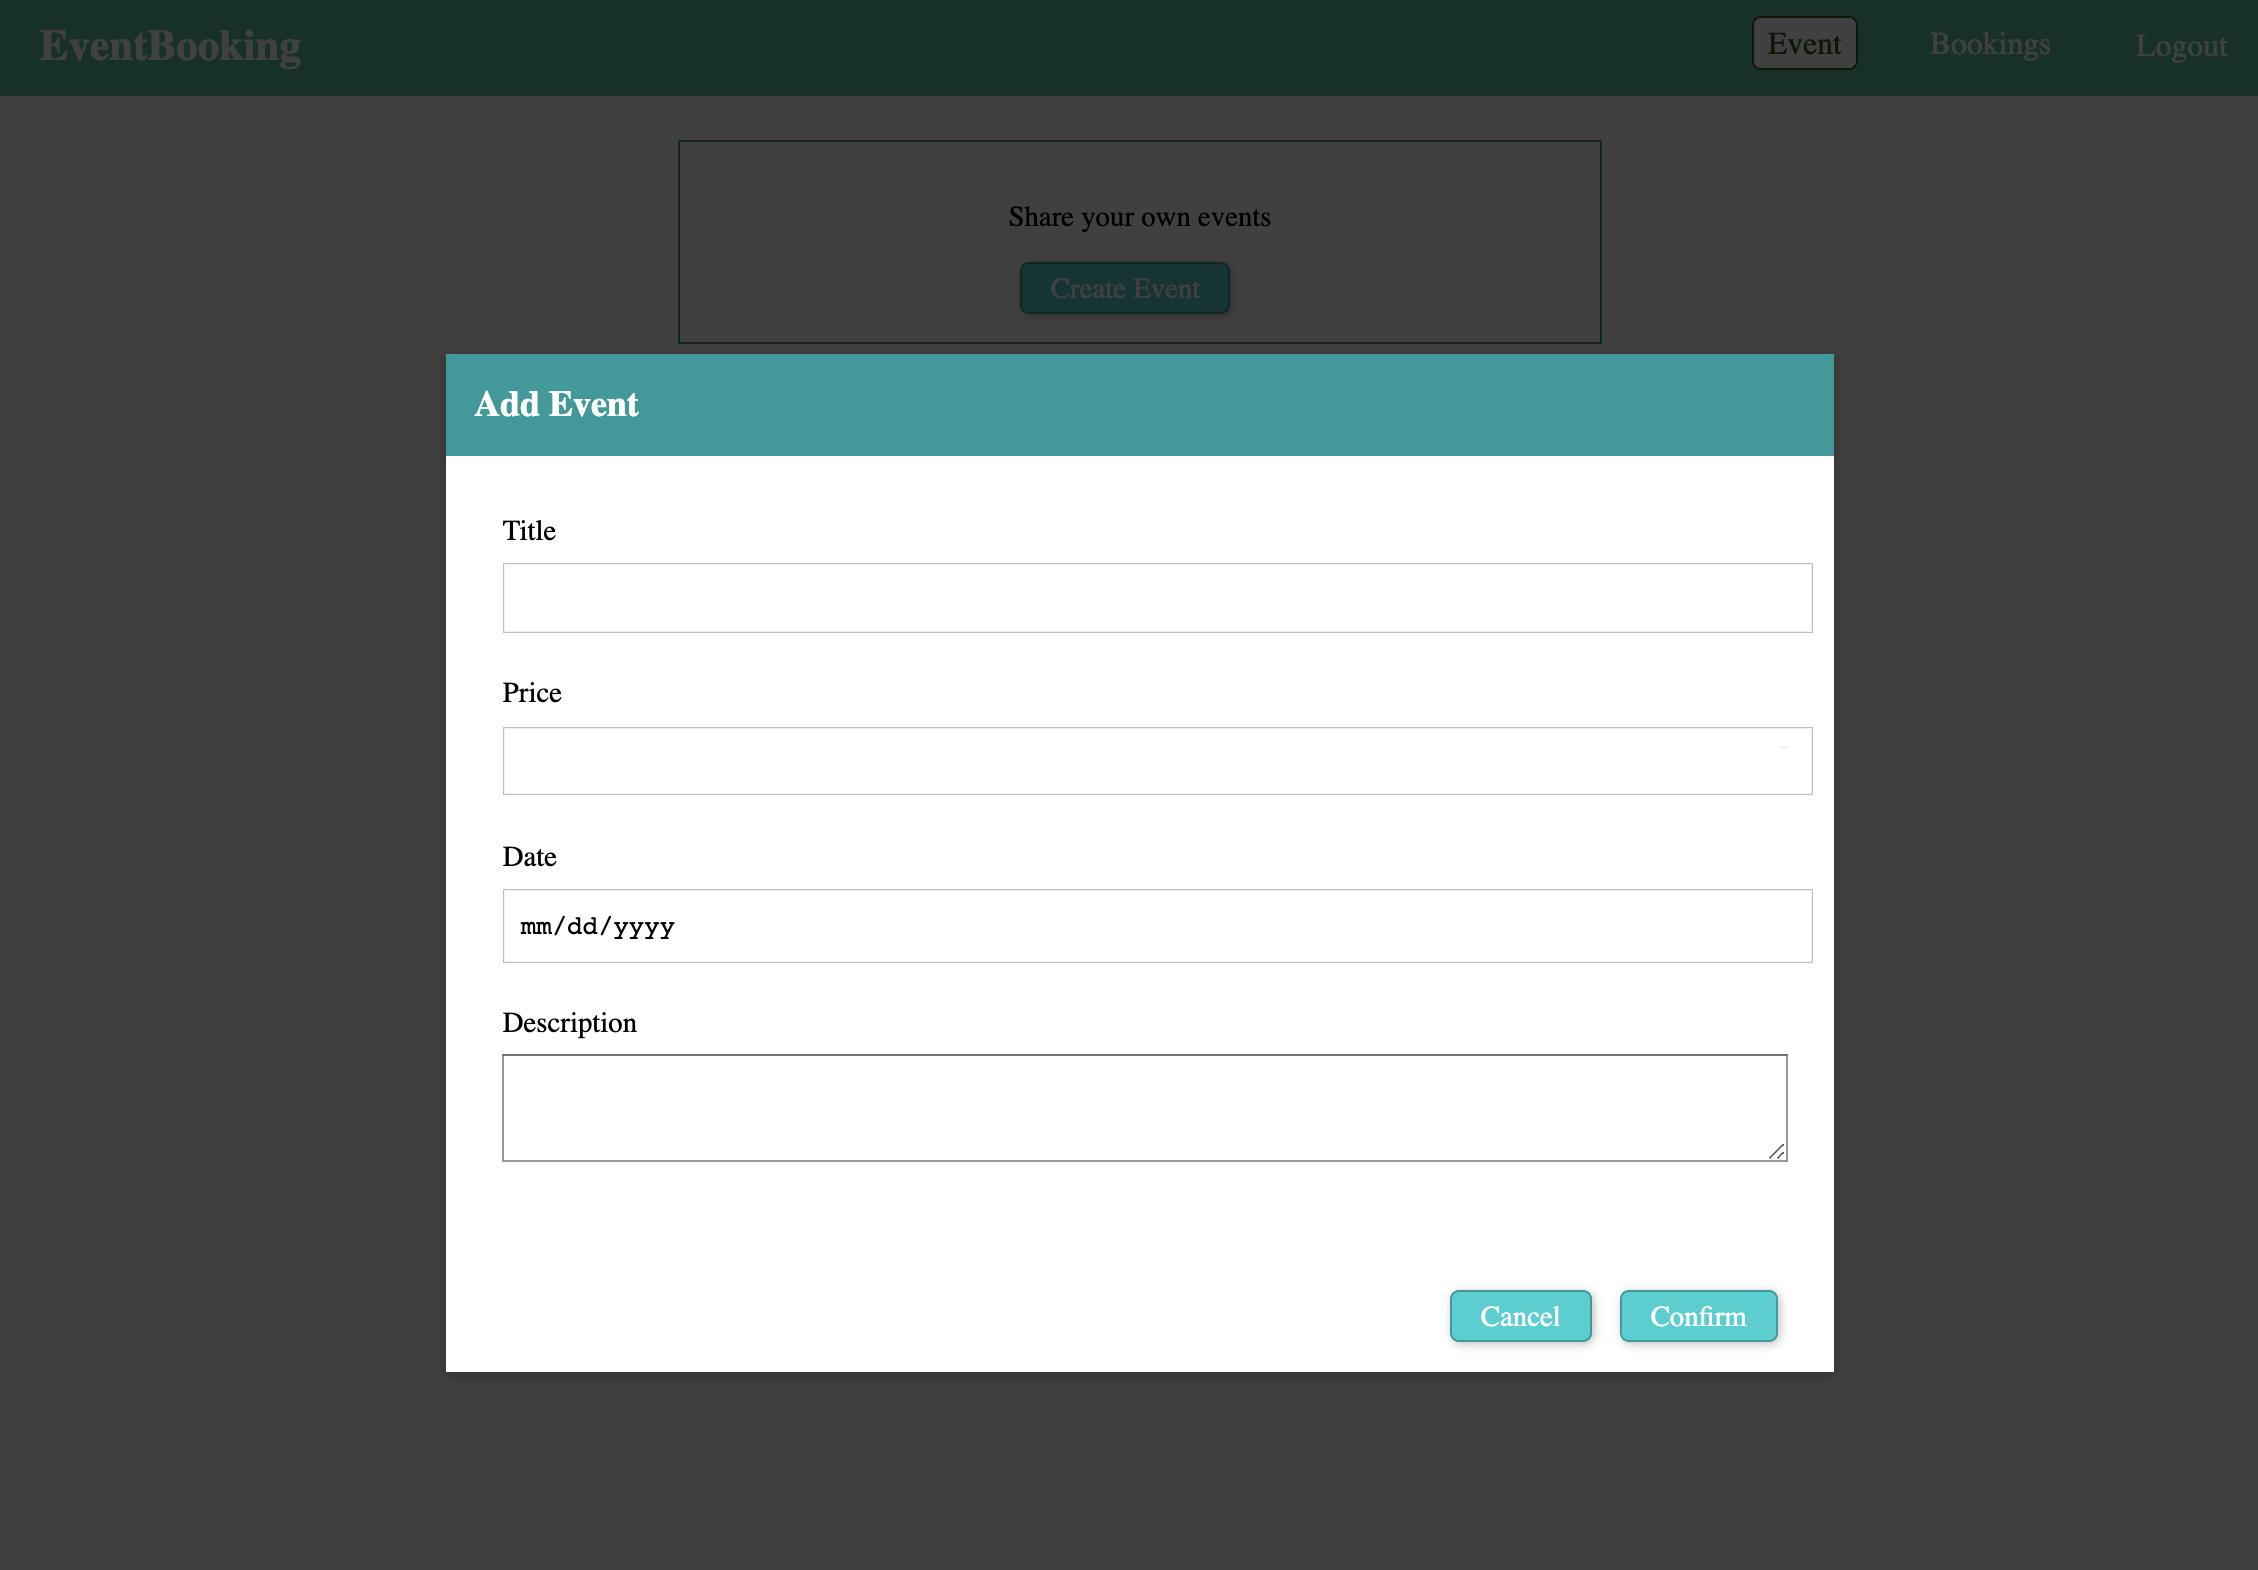 EventBooking
Event
Bookings
Logout
Share your own events
Create Event
Add Event
Title
Price
Date
mm/dd/yyyy
Description
Cancel
Confirm